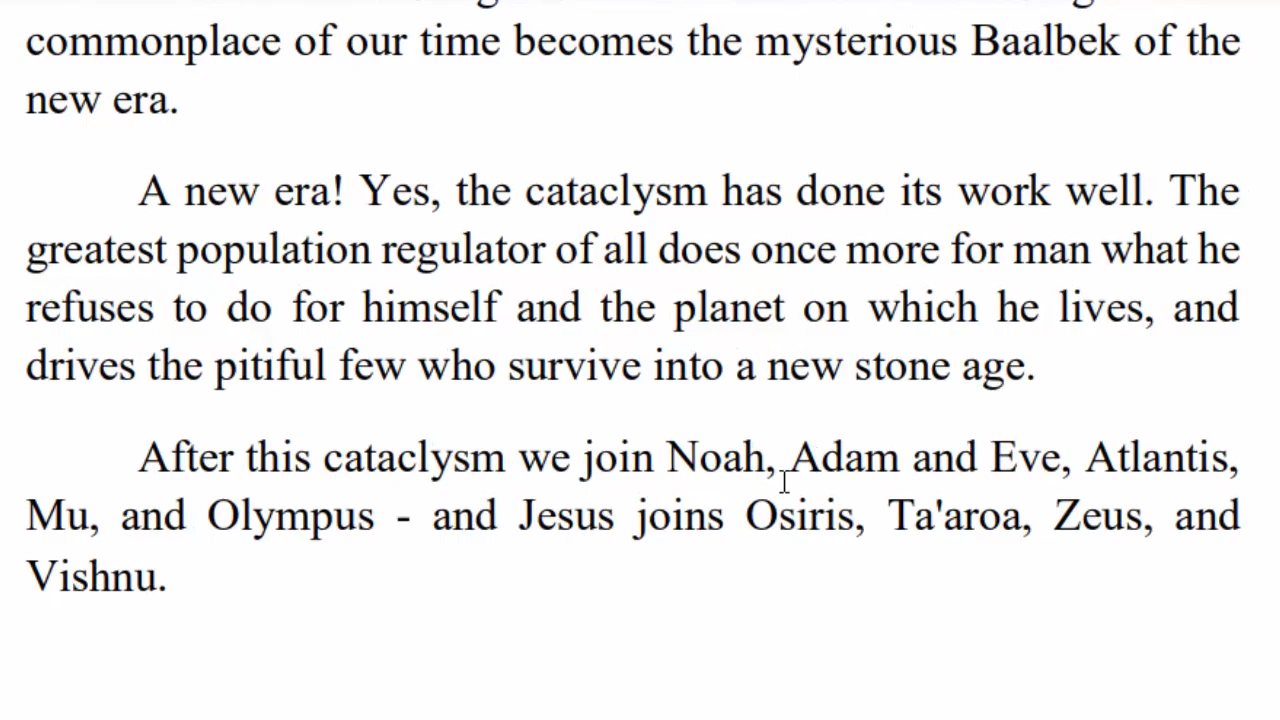 commonplace of our time becomes the mysterious Baalbek of the
new era.
A new era! Yes, the cataclysm has done its work well. The
greatest population regulator of all does once more for man what he
refuses to do for himself and the planet on which he lives, and
drives the pitiful few who survive into a new stone age.
After this cataclysm we join Noah, Adam and Eve, Atlantis,
Mu, and Olympus - and Jesus joins Osiris, Ta'aroa, Zeus, and
Vishnu.